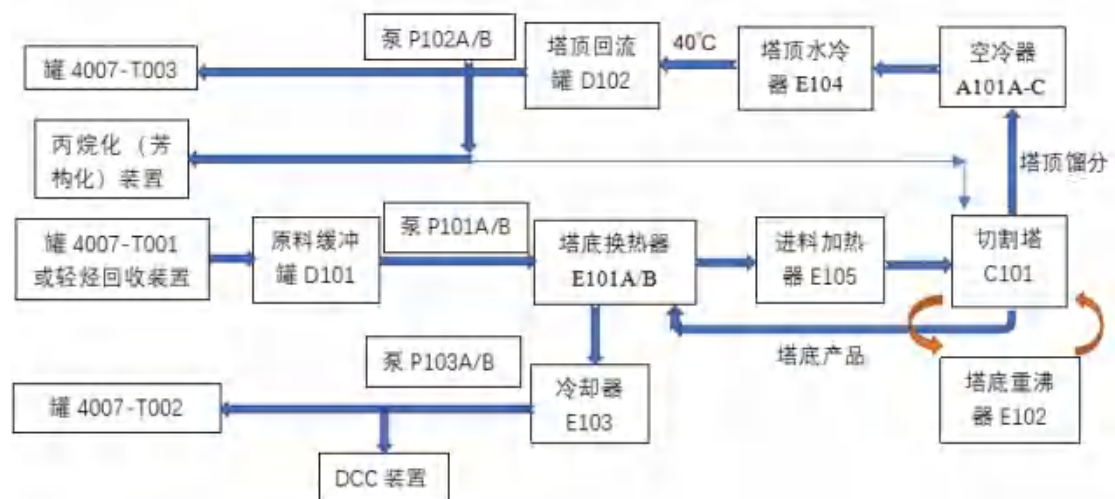 泵 P102A/B
罐 4007-T003
塔顶回流
罐 D102
40℃
塔顶水冷
器 E104
空冷器
A101A-C
丙烷化（芳
构化）装置
塔顶馏分
罐 4007-T001
或轻烃回收装置
原料缓冲
罐 D101
泵 P101A/B
塔底换热器
E101A/B
进料加热
器 E105
切割塔
C101
塔底产品
泵 P103A/B
罐 4007-T002
冷却器
E103
塔底重沸
器 E102
DCC 装置